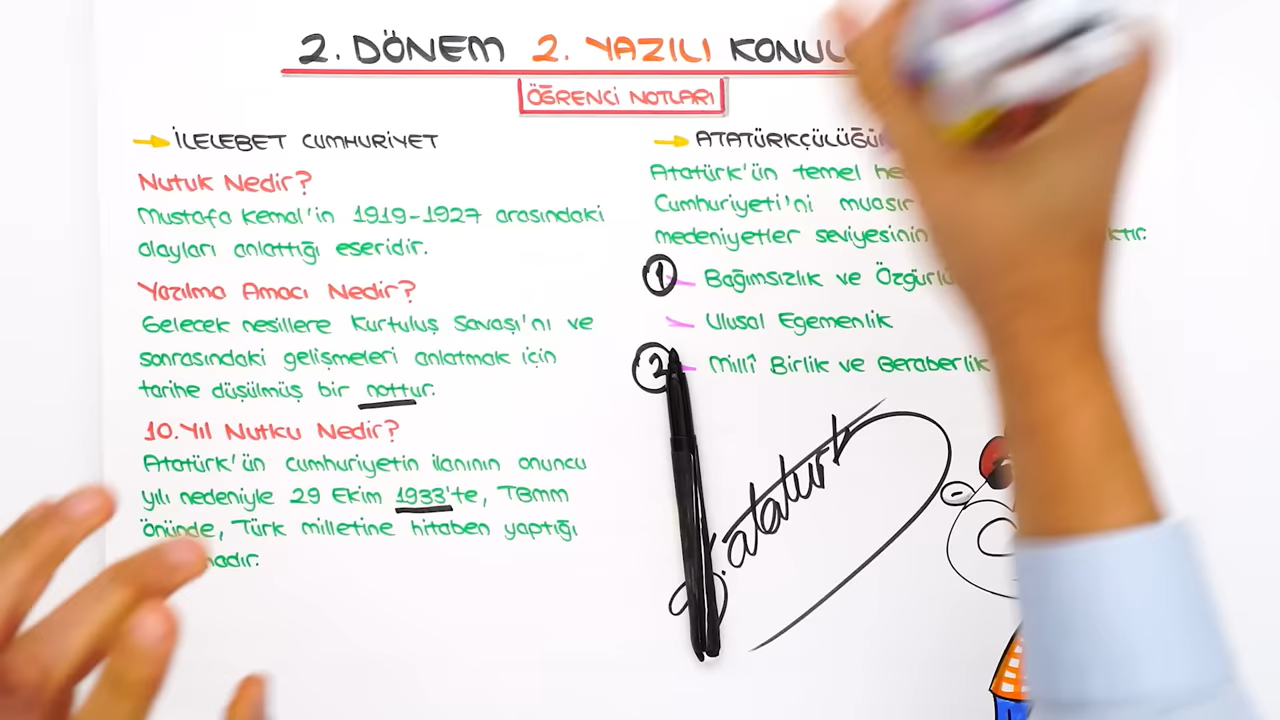 2. DÖNEM 2. YAZILI
ÖĞRENCİ NOTLARI
İLELEBET CUMHURİYET
Nutuk Nedir?
Mustafa Kemal'in 1919-1927 arasındaki
olayları anlattığı eseridir.
Yazılma Amacı Nedir?
Gelecek nesillere Kurtuluş Savaşı'nı ve
sonrasındaki gelişmeleri anlatmak için
tarihe düşülmüş bir nottur.
10.Yıl Nutku Nedir?
Atatürk'ün cumhuriyetin ilanının onuncu
yılı nedeniyle 29 Ekim 1933'te, TBMM
önünde, Türk milletine hitaben yaptığı
Atatürk'ün temel
Cumhuriyeti'ni muasır
medeniyetler seviyesinin
1 Bağımsızlık ve
Ulusal Egemenlik
2 Millî Birlik ve Beraberlik
K.atatürk